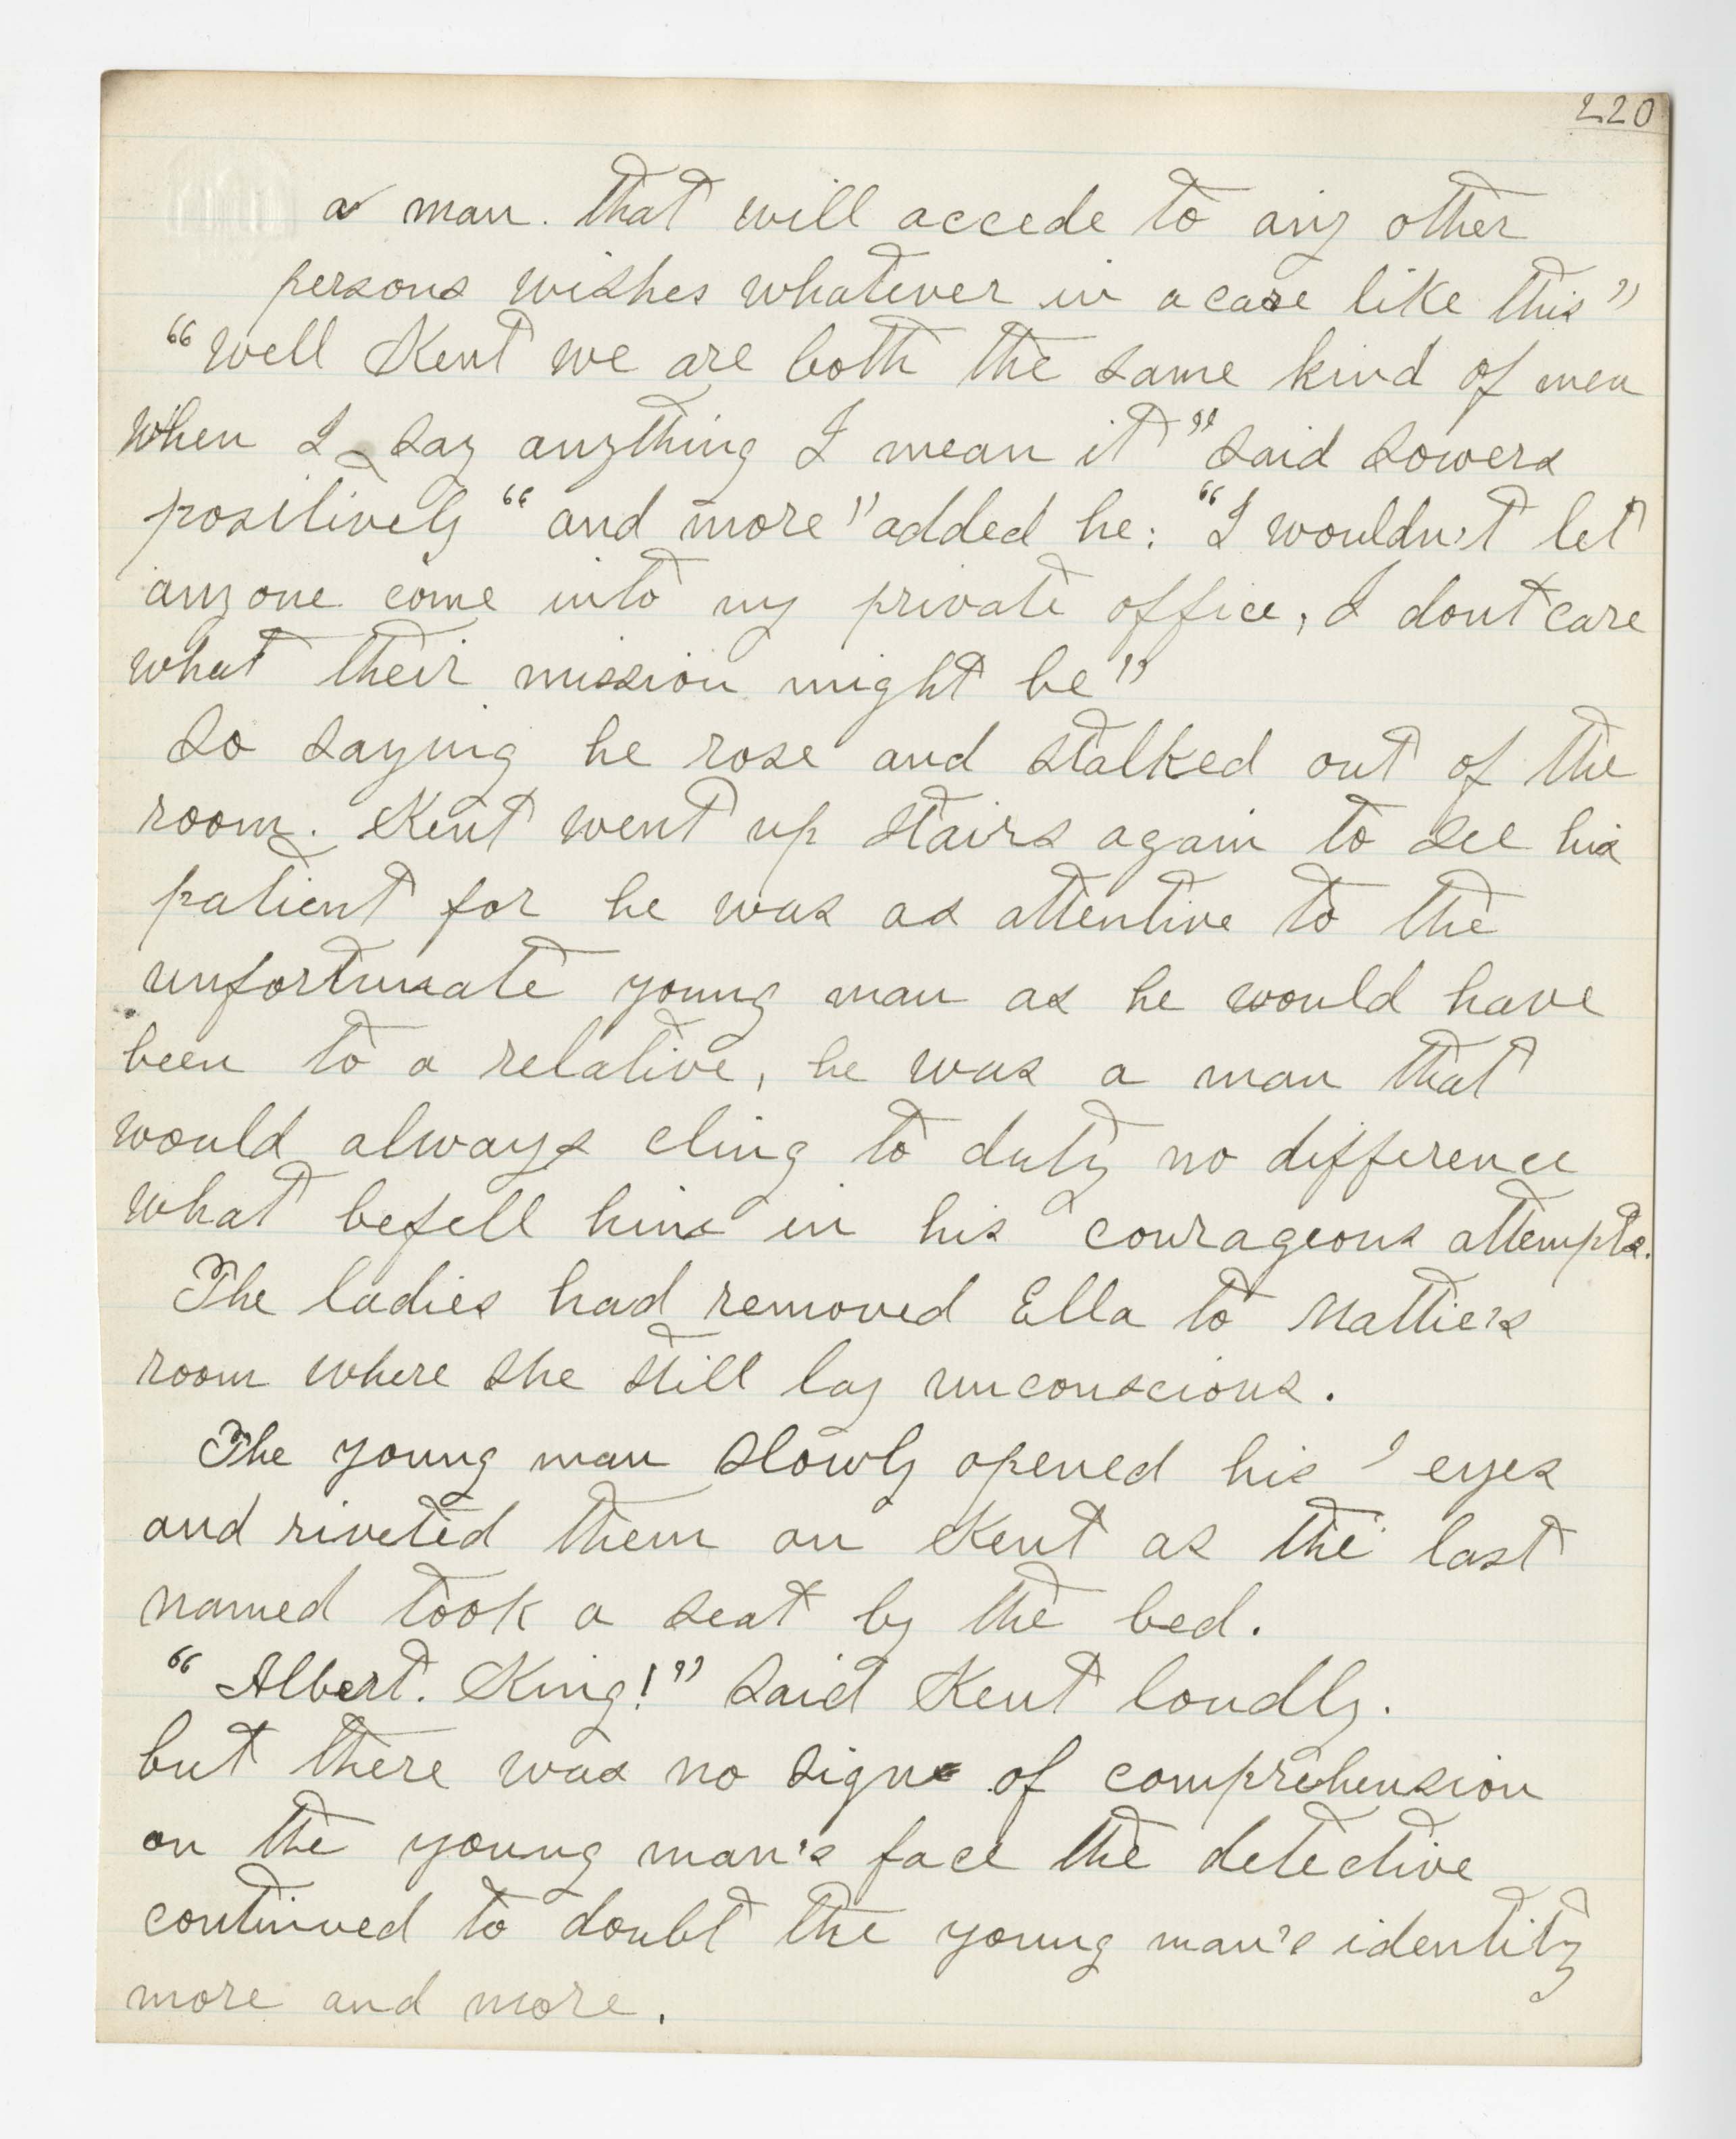 220
a man. that will accede to any other
persons wishes whatever in a case like this"
"well Kent we are both the same kind of men
when I say anything I mean it" said Sowers
positively "and more" added he: "I wouldn't let
anyone come into my private office, I dont care
what their mission might be"
So saying he rose and stalked out of the
room. Kent went up stairs again to see his
patient for he was as attentive to the
unfortunate young man as he would have
been to a relative, he was a man that
would always cling to duty no difference
what befell him in his courageous attempts.
The ladies had removed Ella to Mattie's
room where she still lay unconscious.
The young man slowly opened his eyes
and riveted them on Kent as the last
named took a seat by the bed.
"Albert. King!" said Kent loudly.
but there was no signs of comprehension
on the young man's face the detective
continued to doubt the young man's identity
more and more.